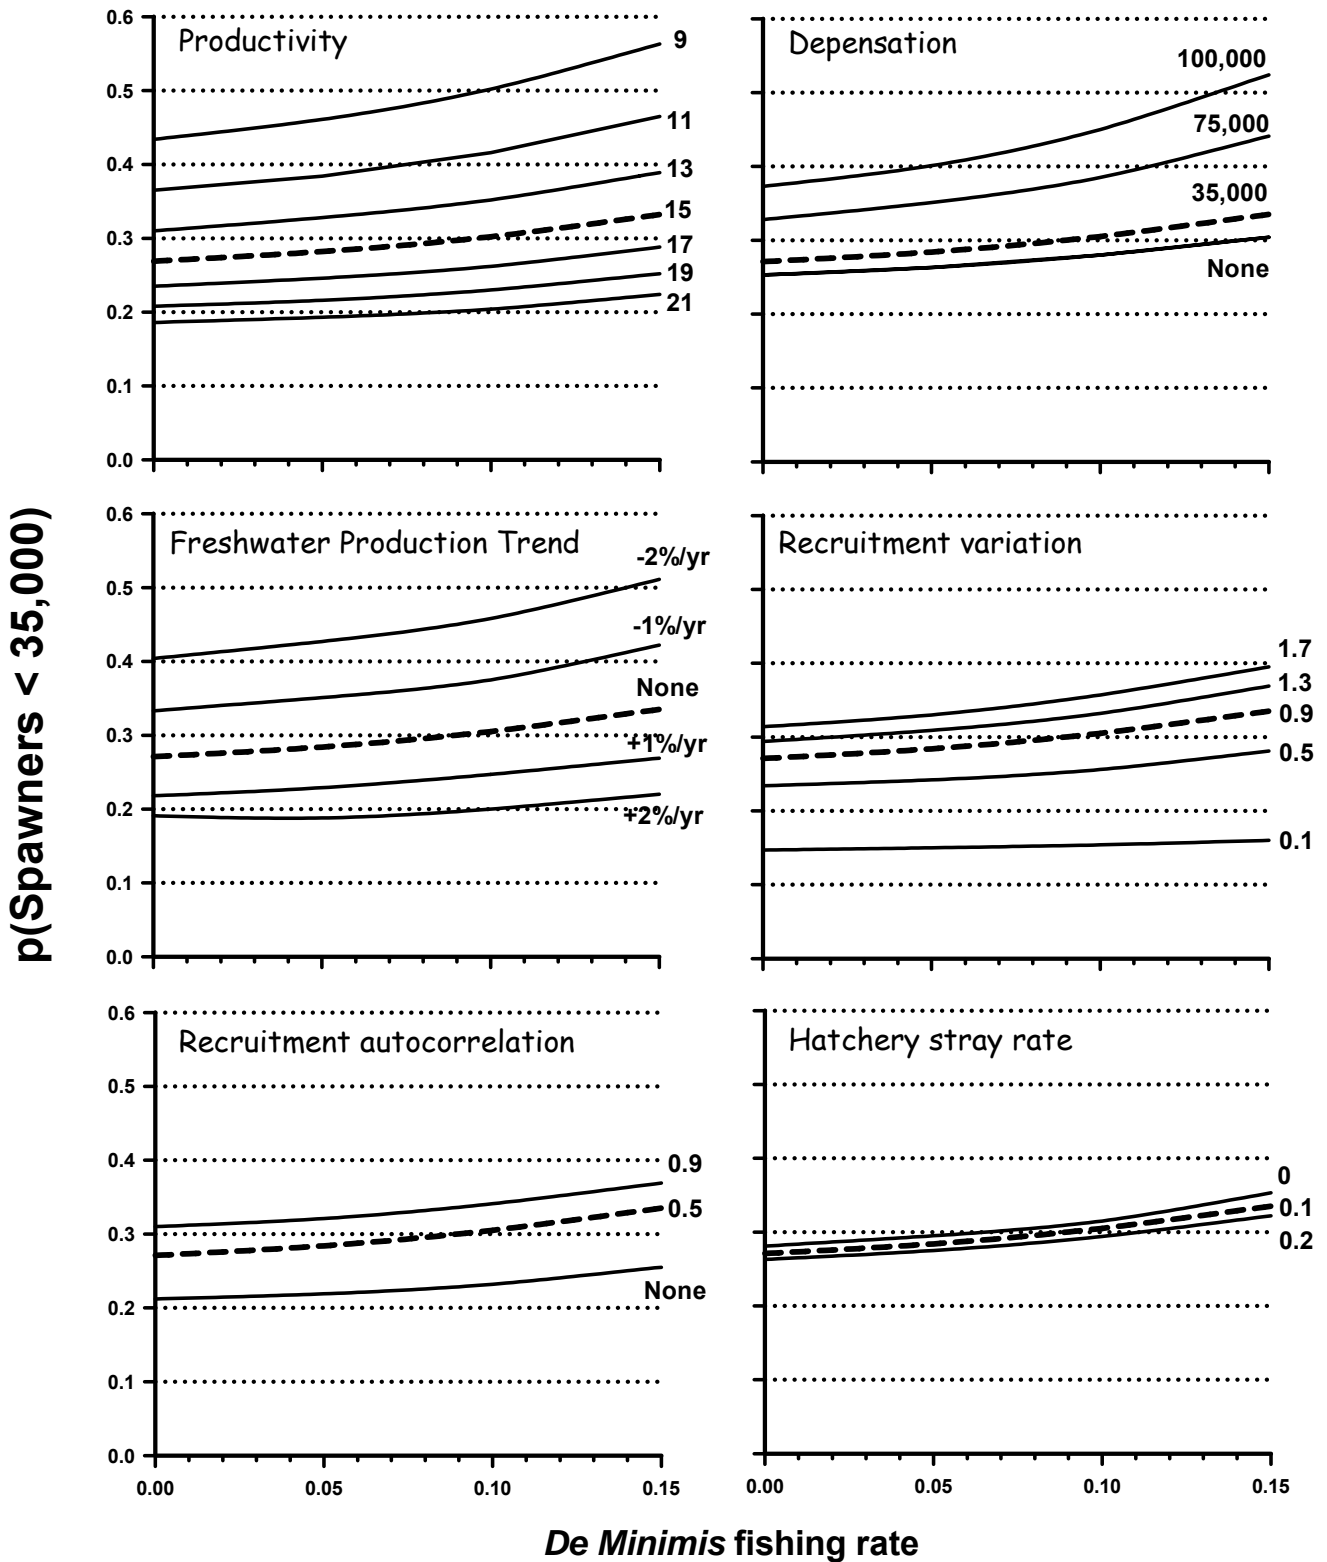 p(Spawners < 35,000)
Productivity
0.6
0.5
0.4
0.3
0.2
0.1
0.0
9
11
13
15
17
19
21
Depensation
100,000
75,000
35,000
None
Freshwater Production Trend
0.6
0.5
0.4
0.3
0.2
0.1
0.0
-2%/yr
-1%/yr
None
+1%/yr
+2%/yr
Recruitment variation
1.7
1.3
0.9
0.5
0.1
Recruitment autocorrelation
0.6
0.5
0.4
0.3
0.2
0.1
0.0
0.9
0.5
None
0.00 0.05 0.10 0.15
Hatchery stray rate
0
0.1
0.2
0.00 0.05 0.10 0.15
De Minimis fishing rate